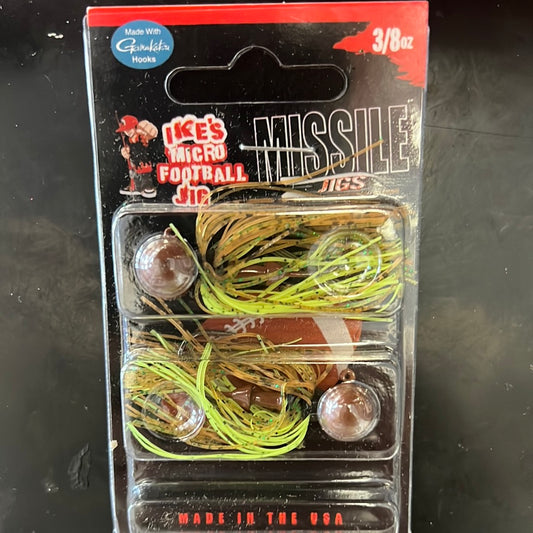 Made With
Gamakatsu
Hooks
3/8oz
IKE'S
MICRO
FOOTBALL
JIG
MISSILE
JIGS
MADE IN THE USA